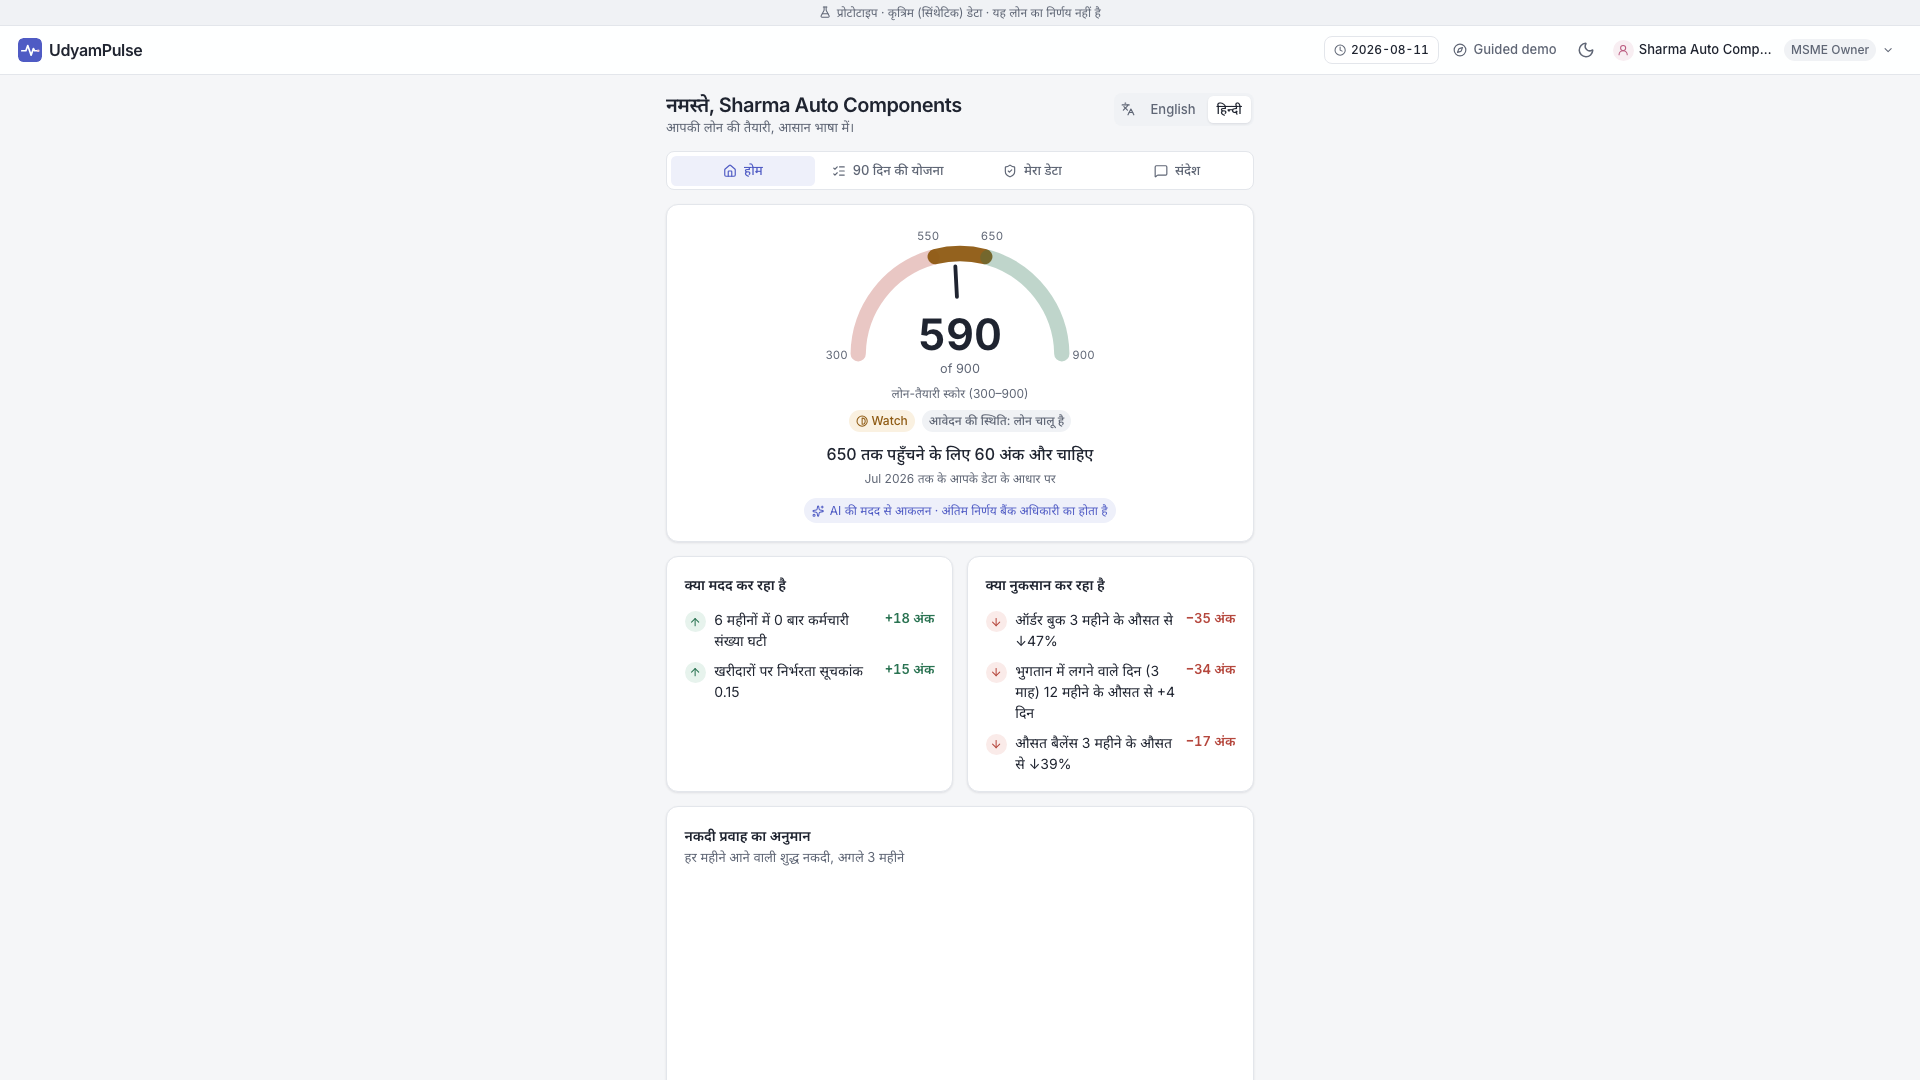 प्रोटोटाइप · कृत्रिम (सिंथेटिक) डेटा · यह लोन का निर्णय नहीं है
UdyamPulse
2026-08-11
Guided demo
Sharma Auto Comp...
MSME Owner
नमस्ते, Sharma Auto Components
आपकी लोन की तैयारी, आसान भाषा में।
English
हिन्दी
होम
90 दिन की योजना
मेरा डेटा
संदेश
550
650
300
590
900
of 900
लोन-तैयारी स्कोर (300–900)
Watch
आवेदन की स्थिति: लोन चालू है
650 तक पहुँचने के लिए 60 अंक और चाहिए
Jul 2026 तक के आपके डेटा के आधार पर
AI की मदद से आकलन · अंतिम निर्णय बैंक अधिकारी का होता है
क्या मदद कर रहा है
6 महीनों में 0 बार कर्मचारी
संख्या घटी
+18 अंक
खरीदारों पर निर्भरता सूचकांक
0.15
+15 अंक
क्या नुकसान कर रहा है
ऑर्डर बुक 3 महीने के औसत से
↓47%
−35 अंक
भुगतान में लगने वाले दिन (3
माह) 12 महीने के औसत से +4
दिन
−34 अंक
औसत बैलेंस 3 महीने के औसत
से ↓39%
−17 अंक
नकदी प्रवाह का अनुमान
हर महीने आने वाली शुद्ध नकदी, अगले 3 महीने